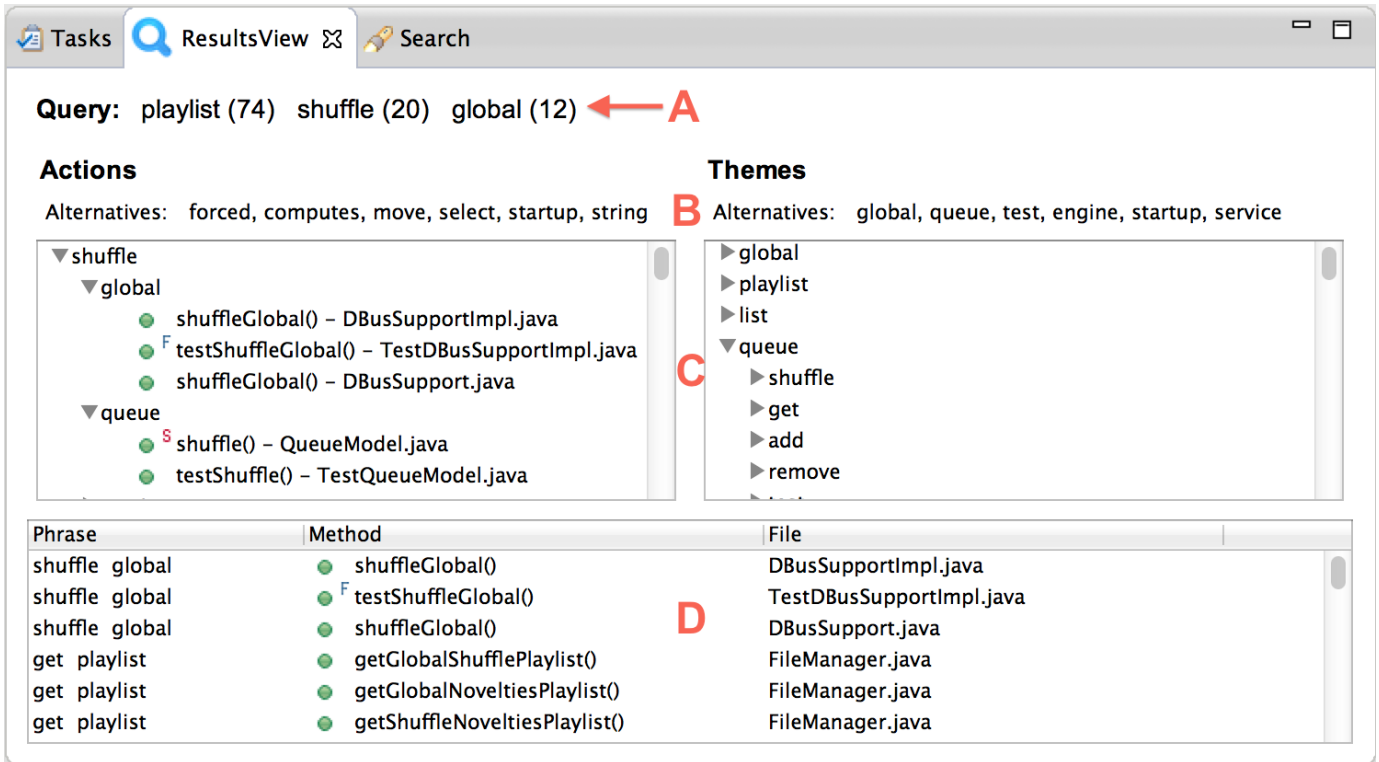 Tasks ResultsView Search
Query: playlist (74) shuffle (20) global (12) A
Actions
Alternatives: forced, computes, move, select, startup, string
shuffle
global
shuffleGlobal() – DBusSupportImpl.java
F testShuffleGlobal() – TestDBusSupportImpl.java
shuffleGlobal() – DBusSupport.java
queue
S shuffle() – QueueModel.java
testShuffle() – TestQueueModel.java
B
C
Themes
Alternatives: global, queue, test, engine, startup, service
global
playlist
list
queue
shuffle
get
add
remove
Phrase Method File
shuffle global shuffleGlobal() DBusSupportImpl.java
shuffle global F testShuffleGlobal() TestDBusSupportImpl.java
shuffle global shuffleGlobal() DBusSupport.java
D
get playlist getGlobalShufflePlaylist() FileManager.java
get playlist getGlobalNoveltiesPlaylist() FileManager.java
get playlist getShuffleNoveltiesPlaylist() FileManager.java